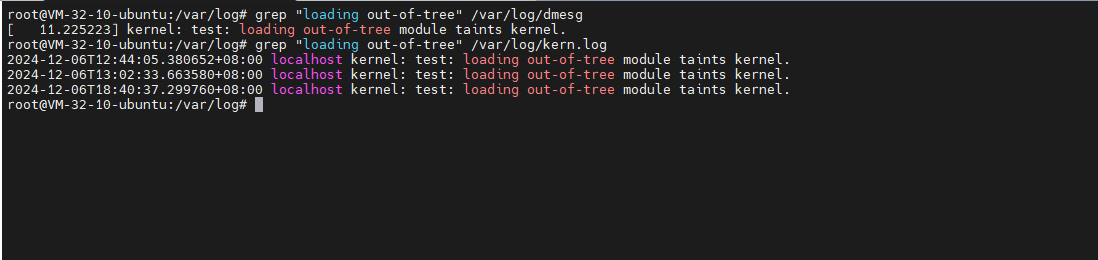 root@VM-32-10-ubuntu:/var/log# grep "loading out-of-tree" /var/log/dmesg
[   11.225223] kernel: test: loading out-of-tree module taints kernel.
root@VM-32-10-ubuntu:/var/log# grep "loading out-of-tree" /var/log/kern.log
2024-12-06T12:44:05.380652+08:00 localhost kernel: test: loading out-of-tree module taints kernel.
2024-12-06T13:02:33.663580+08:00 localhost kernel: test: loading out-of-tree module taints kernel.
2024-12-06T18:40:37.299760+08:00 localhost kernel: test: loading out-of-tree module taints kernel.
root@VM-32-10-ubuntu:/var/log#